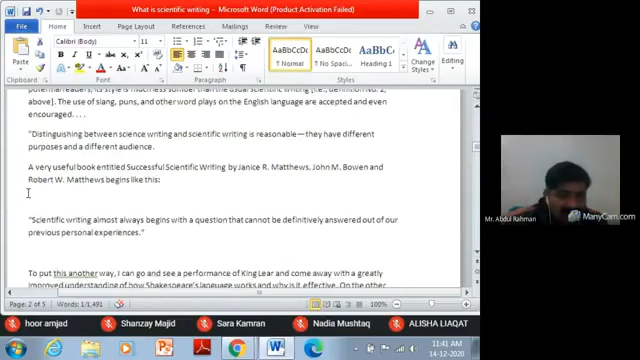 What is scientific writing - Microsoft Word (Product Activation Failed)
File Home Insert Page Layout References Mailings Review View
Calibri (Body) 11
Paste
Clipboard Font Paragraph Styles
AaBbCcDc AaBbCcDc AaBbCc
¶ Normal ¶ No Spaci... Heading 1
Change Styles
Editing
potential readers, its style is much less somber than the usual scientific writing [i.e., definition No. 2,
above]. The use of slang, puns, and other word plays on the English language are accepted and even
encouraged. . . .
“Distinguishing between science writing and scientific writing is reasonable—they have different
purposes and a different audience.
A very useful book entitled Successful Scientific Writing by Janice R. Matthews, John M. Bowen and
Robert W. Matthews begins like this:
“Scientific writing almost always begins with a question that cannot be definitively answered out of our
previous personal experiences.”
To put this another way, I can go and see a performance of King Lear and come away with a greatly
improved understanding of how Shakespeare's language works and why it is effective. On the other
Page: 2 of 5 Words: 1/1,491 100%
Mr. Abdul Rahman
ManyCam.com
hoor amjad Shanzay Majid Sara Kamran Nadia Mushtaq ALISHA LIAQAT
11:41 AM
14-12-2020